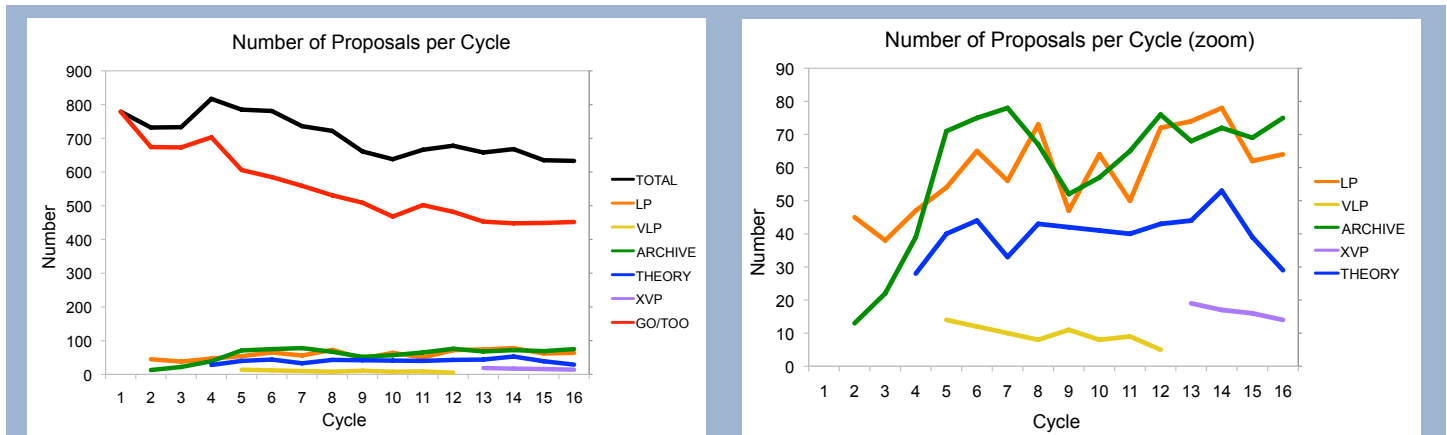 Number of Proposals per Cycle
900
800
700
600
500
400
300
200
100
0
Number
1 2 3 4 5 6 7 8 9 10 11 12 13 14 15 16
Cycle
TOTAL
LP
VLP
ARCHIVE
THEORY
XVP
GO/TOO
Number of Proposals per Cycle (zoom)
90
80
70
60
50
40
30
20
10
0
Number
1 2 3 4 5 6 7 8 9 10 11 12 13 14 15 16
Cycle
LP
VLP
ARCHIVE
XVP
THEORY